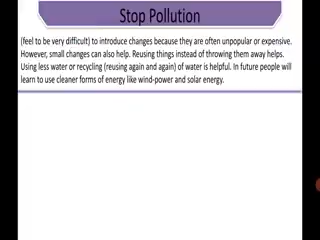 Stop Pollution
(feel to be very difficult) to introduce changes because they are often unpopular or expensive.
However, small changes can also help. Reusing things instead of throwing them away helps.
Using less water or recycling (reusing again and again) of water is helpful. In future people will
learn to use cleaner forms of energy like wind-power and solar energy.